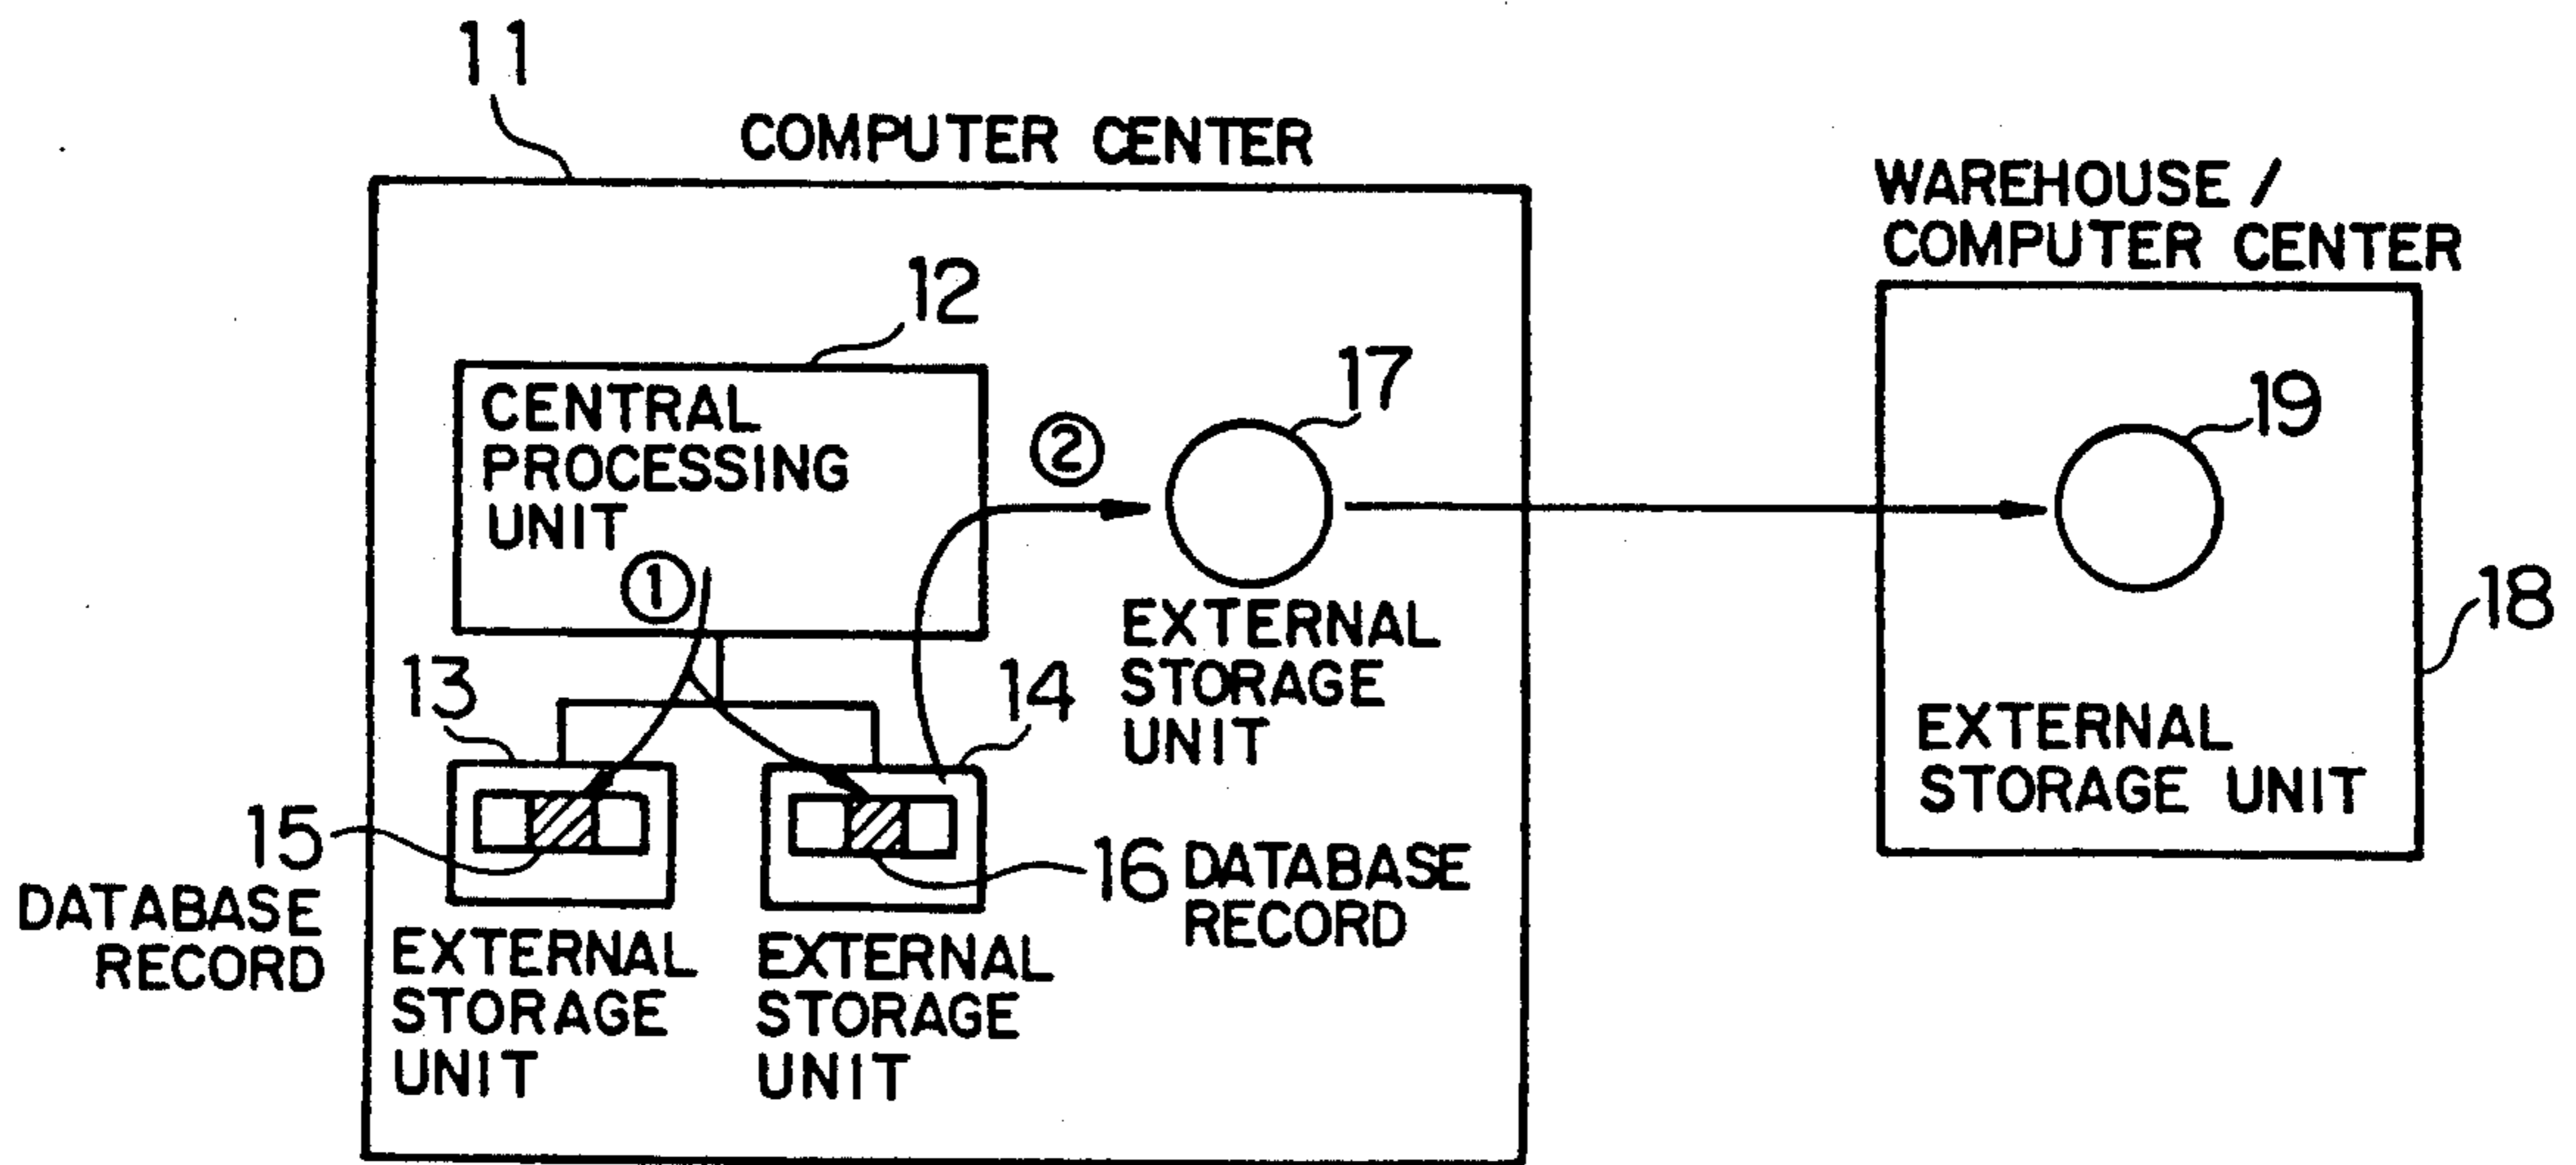 11
COMPUTER CENTER
WAREHOUSE /
COMPUTER CENTER
12
CENTRAL
PROCESSING
UNIT
①
②
17
EXTERNAL
STORAGE
UNIT
19
18
EXTERNAL
STORAGE UNIT
13
14
15
DATABASE
RECORD
16 DATABASE
RECORD
EXTERNAL
STORAGE
UNIT
EXTERNAL
STORAGE
UNIT